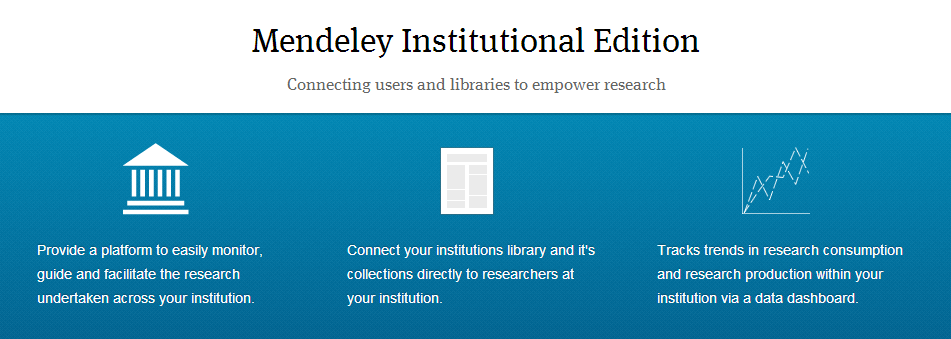 Mendeley Institutional Edition
Connecting users and libraries to empower research
Provide a platform to easily monitor,
guide and facilitate the research
undertaken across your institution.
Connect your institutions library and it's
collections directly to researchers at
your institution.
Tracks trends in research consumption
and research production within your
institution via a data dashboard.